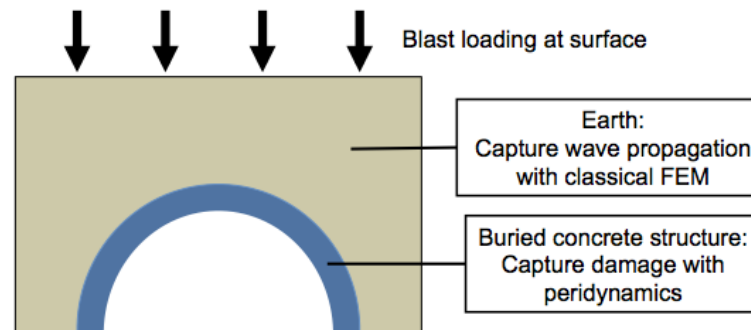 Blast loading at surface
Earth:
Capture wave propagation
with classical FEM
Buried concrete structure:
Capture damage with
peridynamics